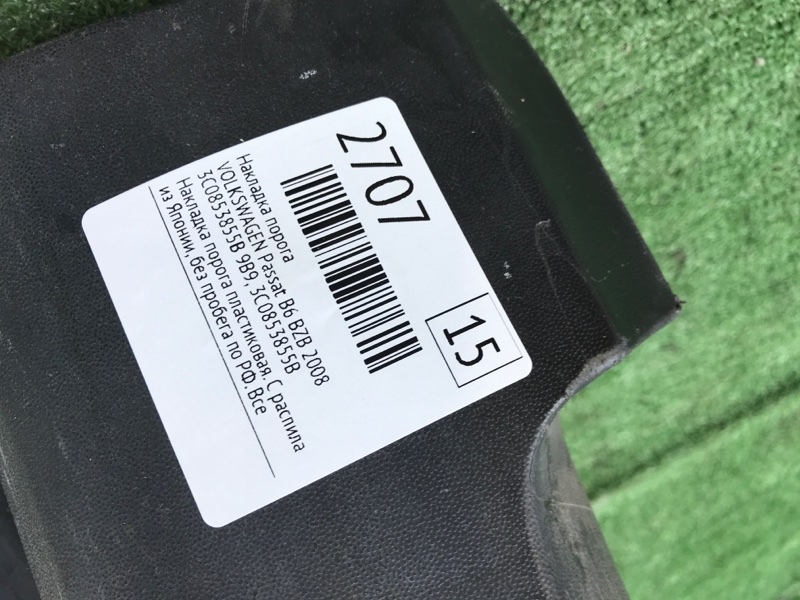 2707
15
Накладка порога
VOLKSWAGEN Passat B6 BZB 2008
3C0853855B 9B9, 3C0853855B
Накладка порога пластиковая. С распила
из Японии, без пробега по РФ. Все